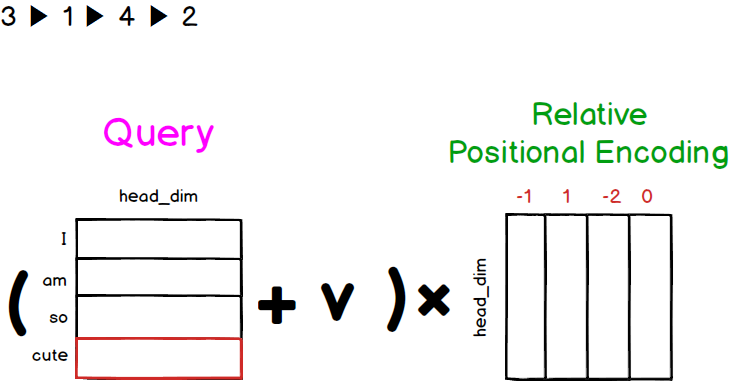 3 ▶ 1 ▶ 4 ▶ 2
Query
Relative
Positional Encoding
head_dim
-1 1 -2 0
I
am
so
cute
( + v ) ×
head_dim